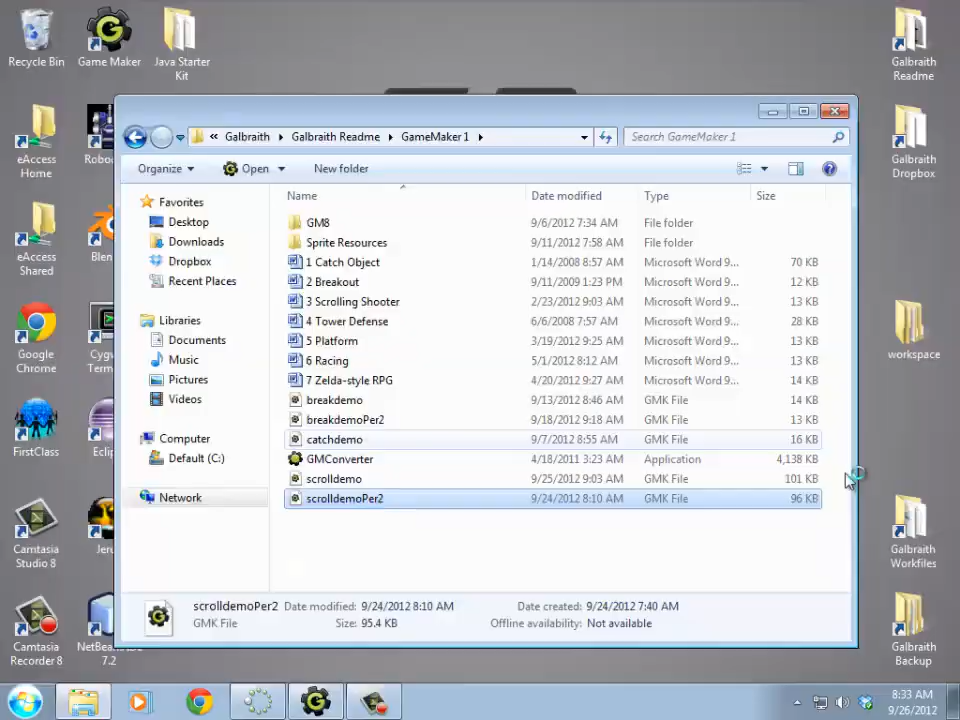 Recycle Bin
Game Maker
Java Starter
Kit
Galbraith
Readme
eAccess
Home
Robo
Galbraith
Dropbox
eAccess
Shared
Blen
Google
Chrome
Cygw
Term
workspace
FirstClass
Eclip
Camtasia
Studio 8
Jer
Galbraith
Workfiles
Camtasia
Recorder 8
NetBeans
7.2
Galbraith
Backup
« Galbraith Galbraith Readme GameMaker 1
Search GameMaker 1
Organize Open New folder
Favorites
Desktop
Downloads
Dropbox
Recent Places
Libraries
Documents
Music
Pictures
Videos
Computer
Default (C:)
Network
Name Date modified Type Size
GM8 9/6/2012 7:34 AM File folder
Sprite Resources 9/11/2012 7:58 AM File folder
1 Catch Object 1/14/2008 8:57 AM Microsoft Word 9... 70 KB
2 Breakout 9/11/2009 1:23 PM Microsoft Word 9... 12 KB
3 Scrolling Shooter 2/23/2012 9:03 AM Microsoft Word 9... 13 KB
4 Tower Defense 6/6/2008 7:57 AM Microsoft Word 9... 28 KB
5 Platform 3/19/2012 9:25 AM Microsoft Word 9... 13 KB
6 Racing 5/1/2012 8:12 AM Microsoft Word 9... 13 KB
7 Zelda-style RPG 4/20/2012 9:27 AM Microsoft Word 9... 14 KB
breakdemo 9/13/2012 8:46 AM GMK File 14 KB
breakdemoPer2 9/18/2012 9:18 AM GMK File 13 KB
catchdemo 9/7/2012 8:55 AM GMK File 16 KB
GMConverter 4/18/2011 3:23 AM Application 4,138 KB
scrolldemo 9/25/2012 9:03 AM GMK File 101 KB
scrolldemoPer2 9/24/2012 8:10 AM GMK File 96 KB
scrolldemoPer2 Date modified: 9/24/2012 8:10 AM Date created: 9/24/2012 7:40 AM
GMK File Size: 95.4 KB Offline availability: Not available
8:33 AM
9/26/2012